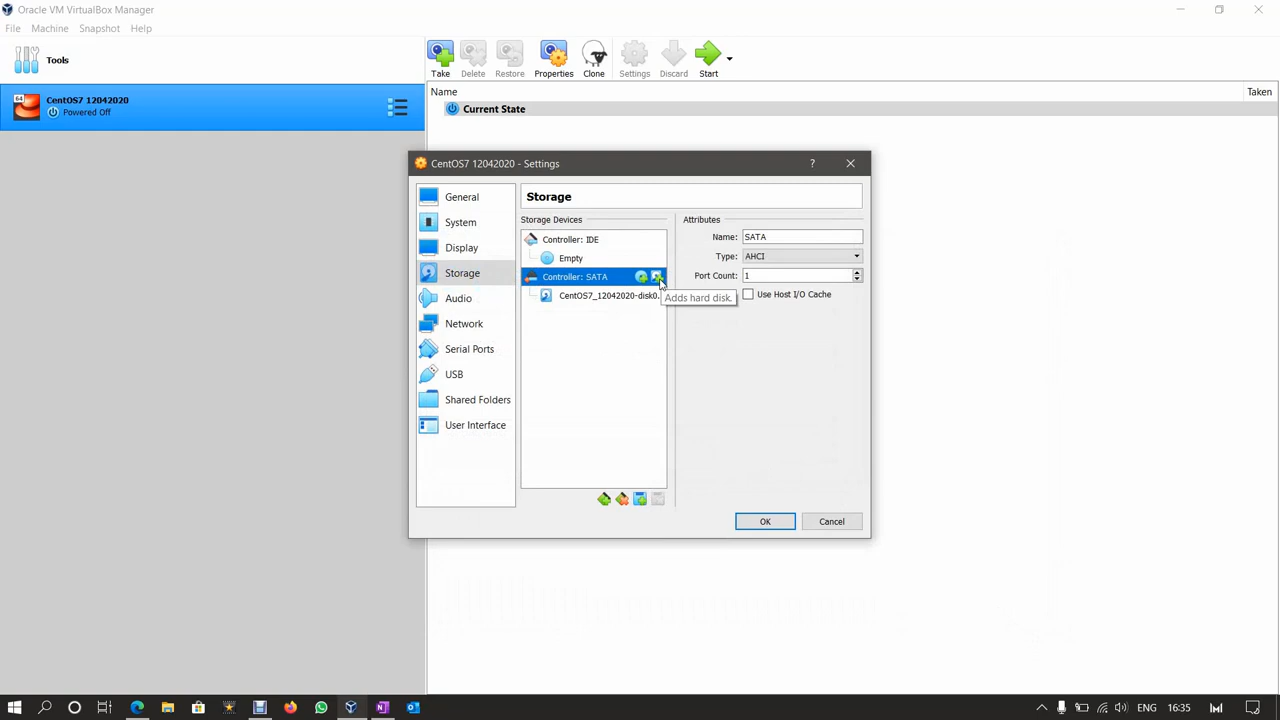 Oracle VM VirtualBox Manager
File Machine Snapshot Help
Tools
Take Delete Restore Properties Clone Settings Discard Start
64 CentOS7 12042020
Powered Off
Name Taken
Current State
CentOS7 12042020 - Settings
?
General
System
Display
Storage
Audio
Network
Serial Ports
USB
Shared Folders
User Interface
Storage
Storage Devices
Controller: IDE
Empty
Controller: SATA
CentOS7_12042020-disk0.
Adds hard disk.
Attributes
Name: SATA
Type: AHCI
Port Count: 1
Use Host I/O Cache
OK Cancel
ENG 16:35